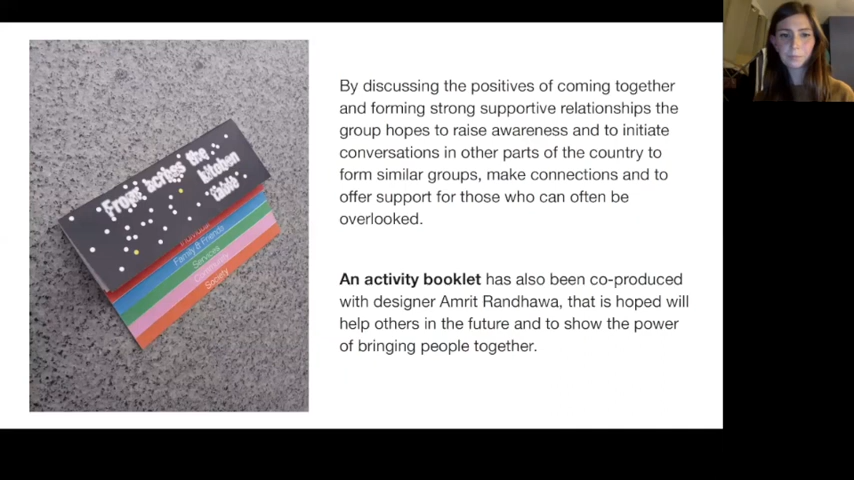 From across the
kitchen
table
Individual
Family & Friends
Services
Community
Society
By discussing the positives of coming together
and forming strong supportive relationships the
group hopes to raise awareness and to initiate
conversations in other parts of the country to
form similar groups, make connections and to
offer support for those who can often be
overlooked.
An activity booklet has also been co-produced
with designer Amrit Randhawa, that is hoped will
help others in the future and to show the power
of bringing people together.